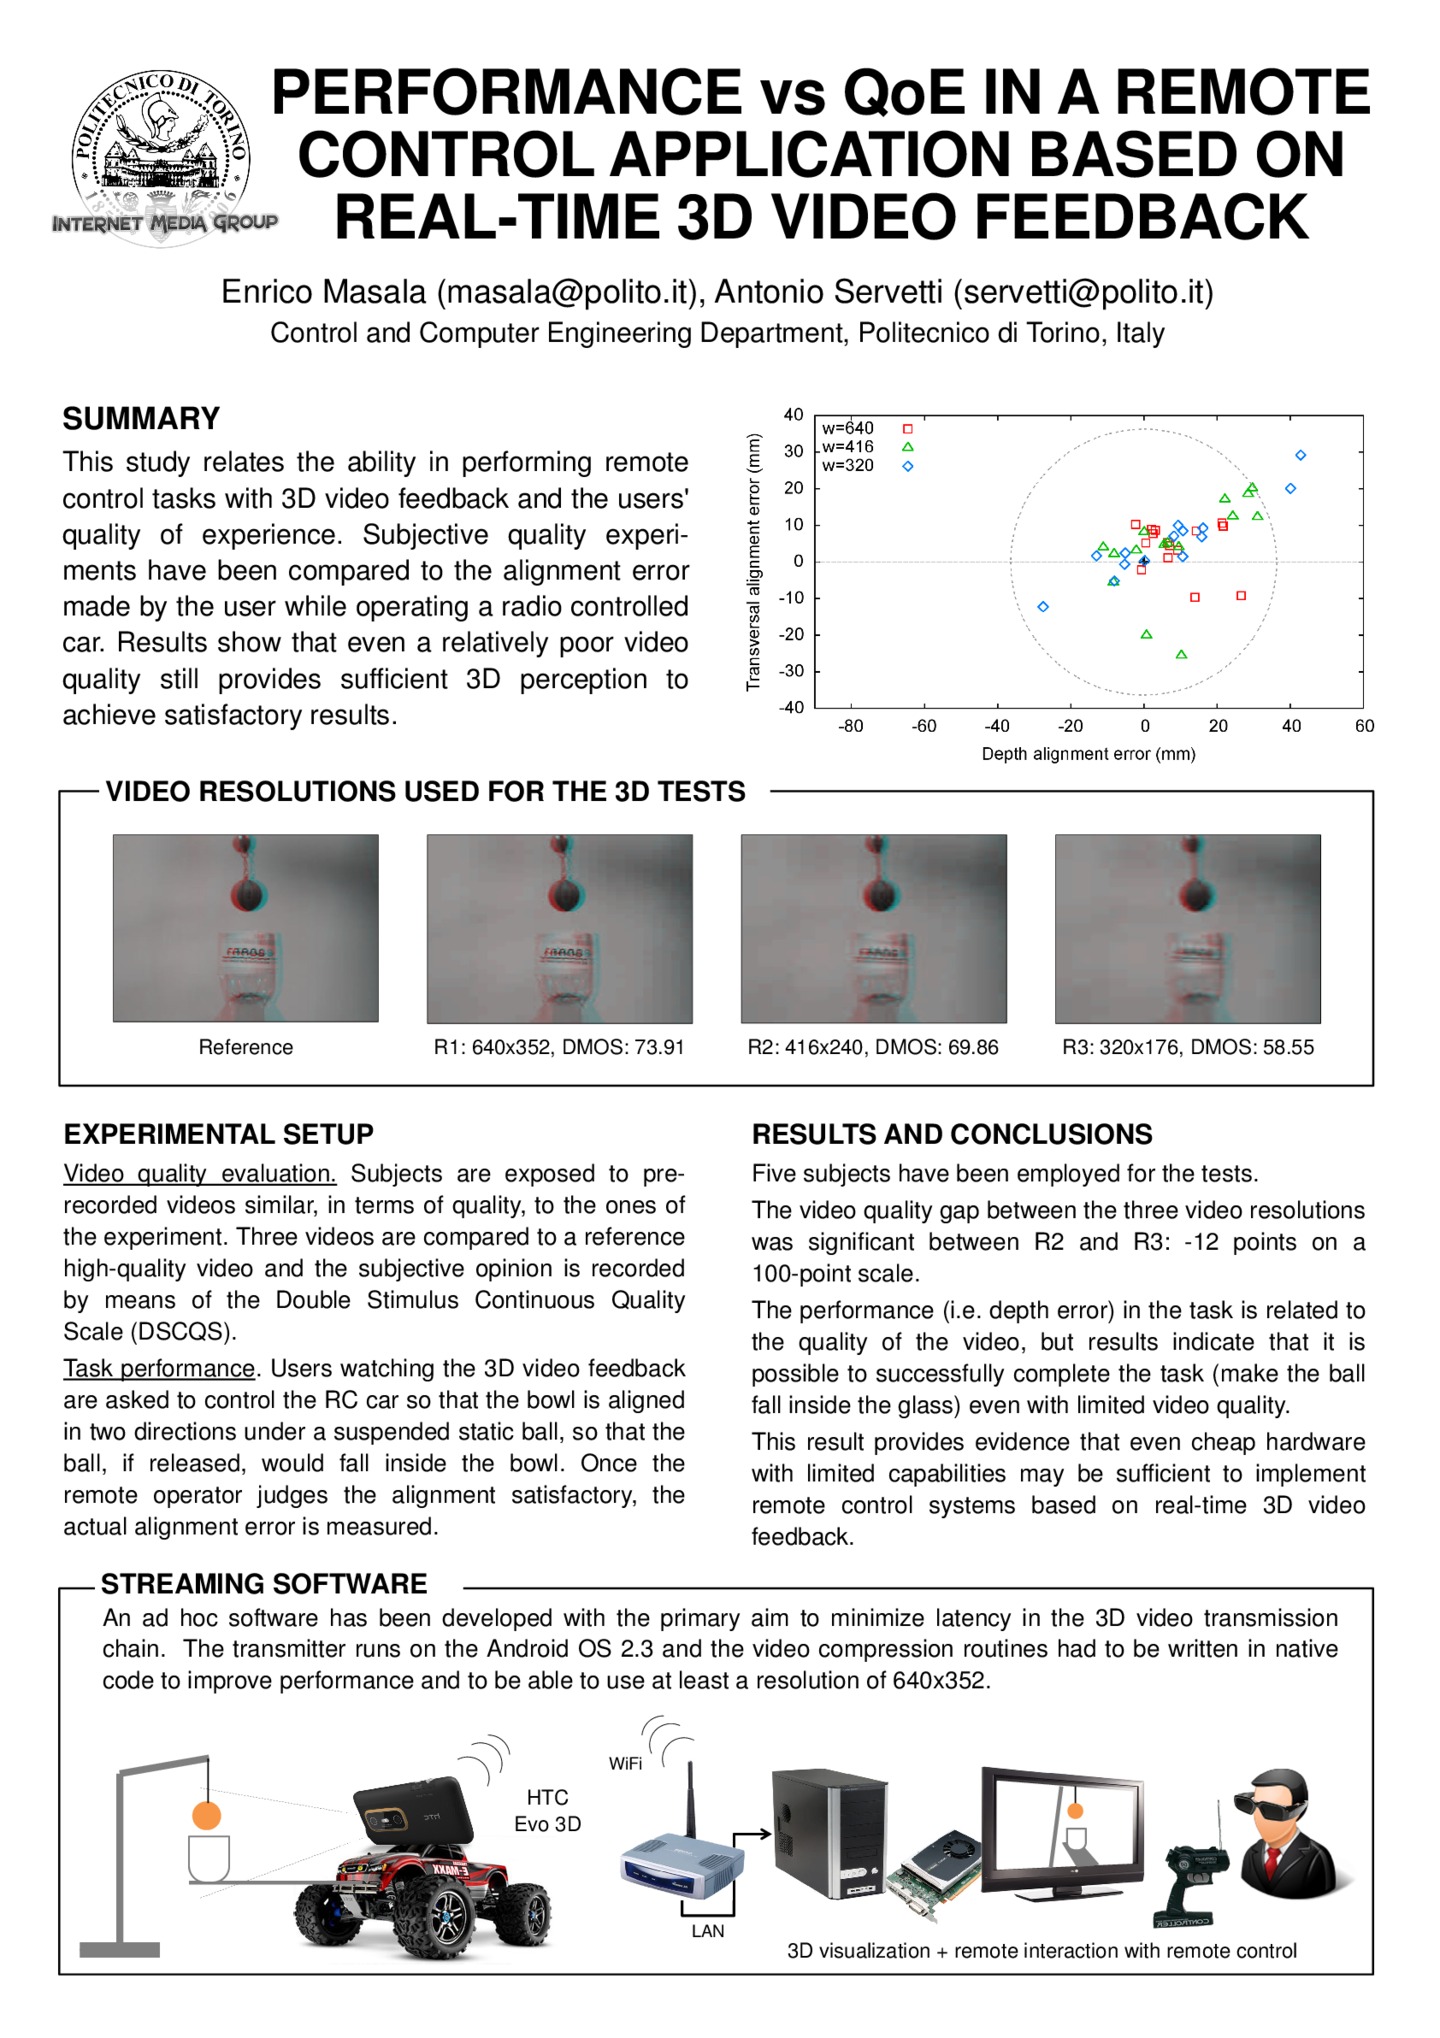 POLITECNICO DI TORINO
INTERNET MEDIA GROUP
PERFORMANCE vs QoE IN A REMOTE
CONTROL APPLICATION BASED ON
REAL-TIME 3D VIDEO FEEDBACK
Enrico Masala (masala@polito.it), Antonio Servetti (servetti@polito.it)
Control and Computer Engineering Department, Politecnico di Torino, Italy
SUMMARY
This study relates the ability in performing remote
control tasks with 3D video feedback and the users'
quality of experience. Subjective quality experi-
ments have been compared to the alignment error
made by the user while operating a radio controlled
car. Results show that even a relatively poor video
quality still provides sufficient 3D perception to
achieve satisfactory results.
Transversal alignment error (mm)
40
30
20
10
0
-10
-20
-30
-40
w=640
w=416
w=320
-80 -60 -40 -20 0 20 40 60
Depth alignment error (mm)
VIDEO RESOLUTIONS USED FOR THE 3D TESTS
Reference
R1: 640x352, DMOS: 73.91
R2: 416x240, DMOS: 69.86
R3: 320x176, DMOS: 58.55
EXPERIMENTAL SETUP
Video quality evaluation. Subjects are exposed to pre-
recorded videos similar, in terms of quality, to the ones of
the experiment. Three videos are compared to a reference
high-quality video and the subjective opinion is recorded
by means of the Double Stimulus Continuous Quality
Scale (DSCQS).
Task performance. Users watching the 3D video feedback
are asked to control the RC car so that the bowl is aligned
in two directions under a suspended static ball, so that the
ball, if released, would fall inside the bowl. Once the
remote operator judges the alignment satisfactory, the
actual alignment error is measured.
RESULTS AND CONCLUSIONS
Five subjects have been employed for the tests.
The video quality gap between the three video resolutions
was significant between R2 and R3: -12 points on a
100-point scale.
The performance (i.e. depth error) in the task is related to
the quality of the video, but results indicate that it is
possible to successfully complete the task (make the ball
fall inside the glass) even with limited video quality.
This result provides evidence that even cheap hardware
with limited capabilities may be sufficient to implement
remote control systems based on real-time 3D video
feedback.
STREAMING SOFTWARE
An ad hoc software has been developed with the primary aim to minimize latency in the 3D video transmission
chain. The transmitter runs on the Android OS 2.3 and the video compression routines had to be written in native
code to improve performance and to be able to use at least a resolution of 640x352.
HTC
Evo 3D
WiFi
LAN
hTC
E-MAXX
CONTROLLER
3D visualization + remote interaction with remote control